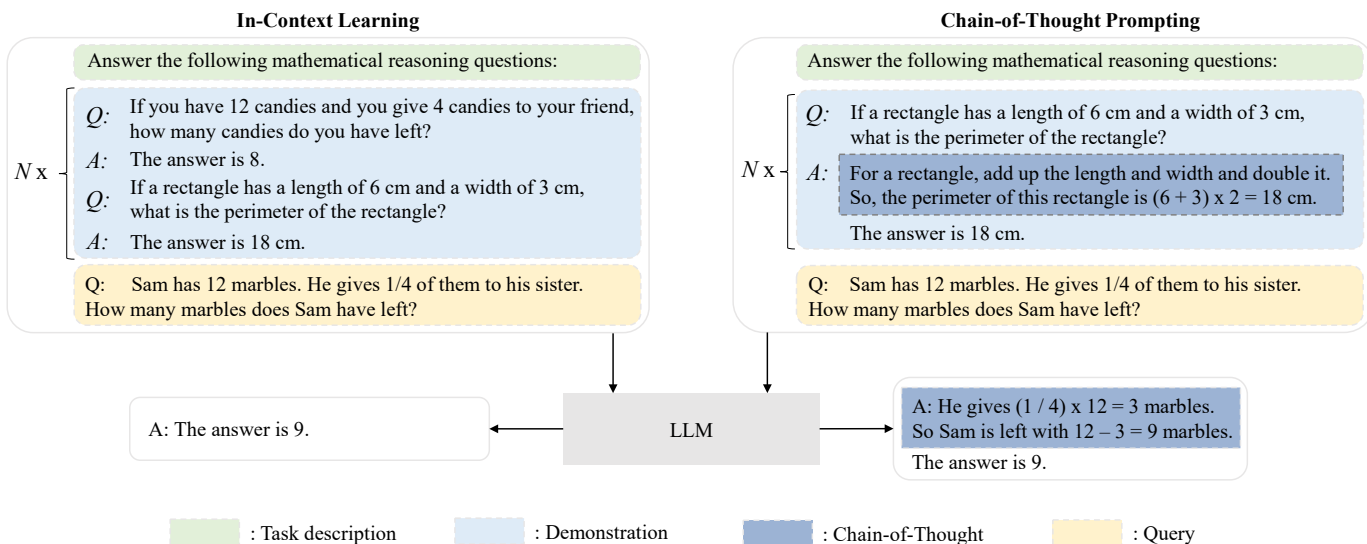 In-Context Learning
Answer the following mathematical reasoning questions:
N x
Q: If you have 12 candies and you give 4 candies to your friend,
how many candies do you have left?
A: The answer is 8.
Q: If a rectangle has a length of 6 cm and a width of 3 cm,
what is the perimeter of the rectangle?
A: The answer is 18 cm.
Q: Sam has 12 marbles. He gives 1/4 of them to his sister.
How many marbles does Sam have left?
Chain-of-Thought Prompting
Answer the following mathematical reasoning questions:
N x
Q: If a rectangle has a length of 6 cm and a width of 3 cm,
what is the perimeter of the rectangle?
A: For a rectangle, add up the length and width and double it.
So, the perimeter of this rectangle is (6 + 3) x 2 = 18 cm.
The answer is 18 cm.
Q: Sam has 12 marbles. He gives 1/4 of them to his sister.
How many marbles does Sam have left?
A: The answer is 9.
LLM
A: He gives (1 / 4) x 12 = 3 marbles.
So Sam is left with 12 – 3 = 9 marbles.
The answer is 9.
: Task description
: Demonstration
: Chain-of-Thought
: Query